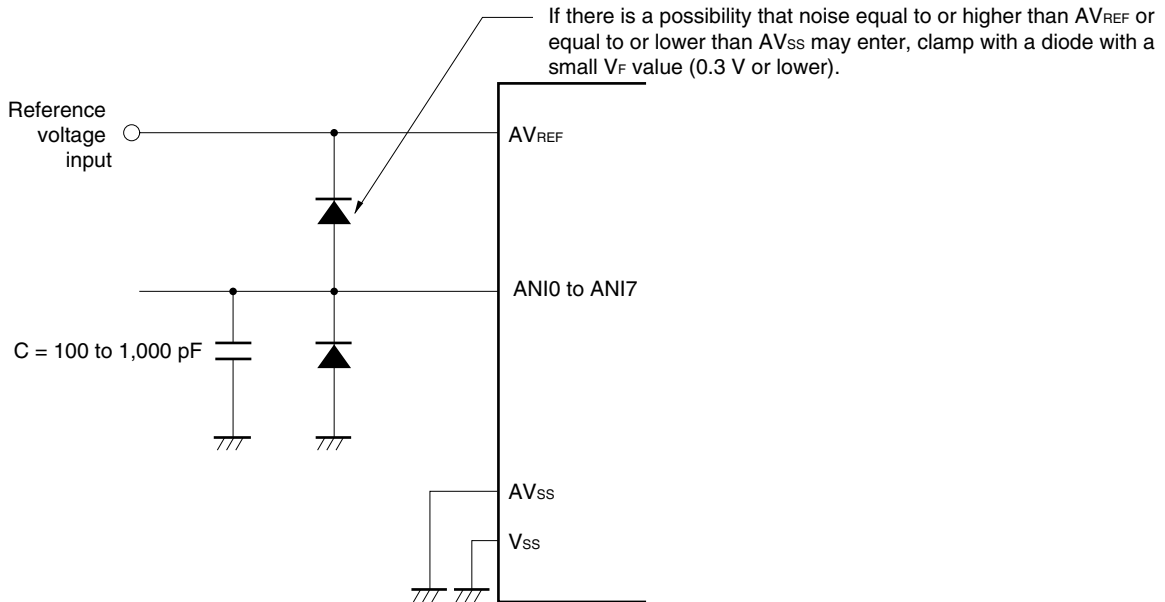 If there is a possibility that noise equal to or higher than AVREF or
equal to or lower than AVSS may enter, clamp with a diode with a
small VF value (0.3 V or lower).
Reference
voltage
input
AVREF
ANI0 to ANI7
C = 100 to 1,000 pF
AVSS
VSS